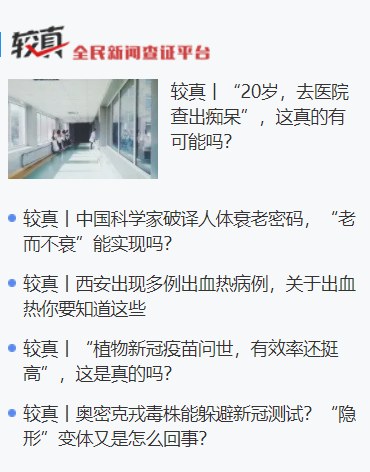 较真 全民新闻查证平台
较真丨“20岁，去医院
查出痴呆”，这真的有
可能吗？
较真丨中国科学家破译人体衰老密码，“老
而不衰”能实现吗？
较真丨西安出现多例出血热病例，关于出血
热你要知道这些
较真丨“植物新冠疫苗问世，有效率还挺
高”，这是真的吗？
较真丨奥密克戎毒株能躲避新冠测试？“隐
形”变体又是怎么回事？